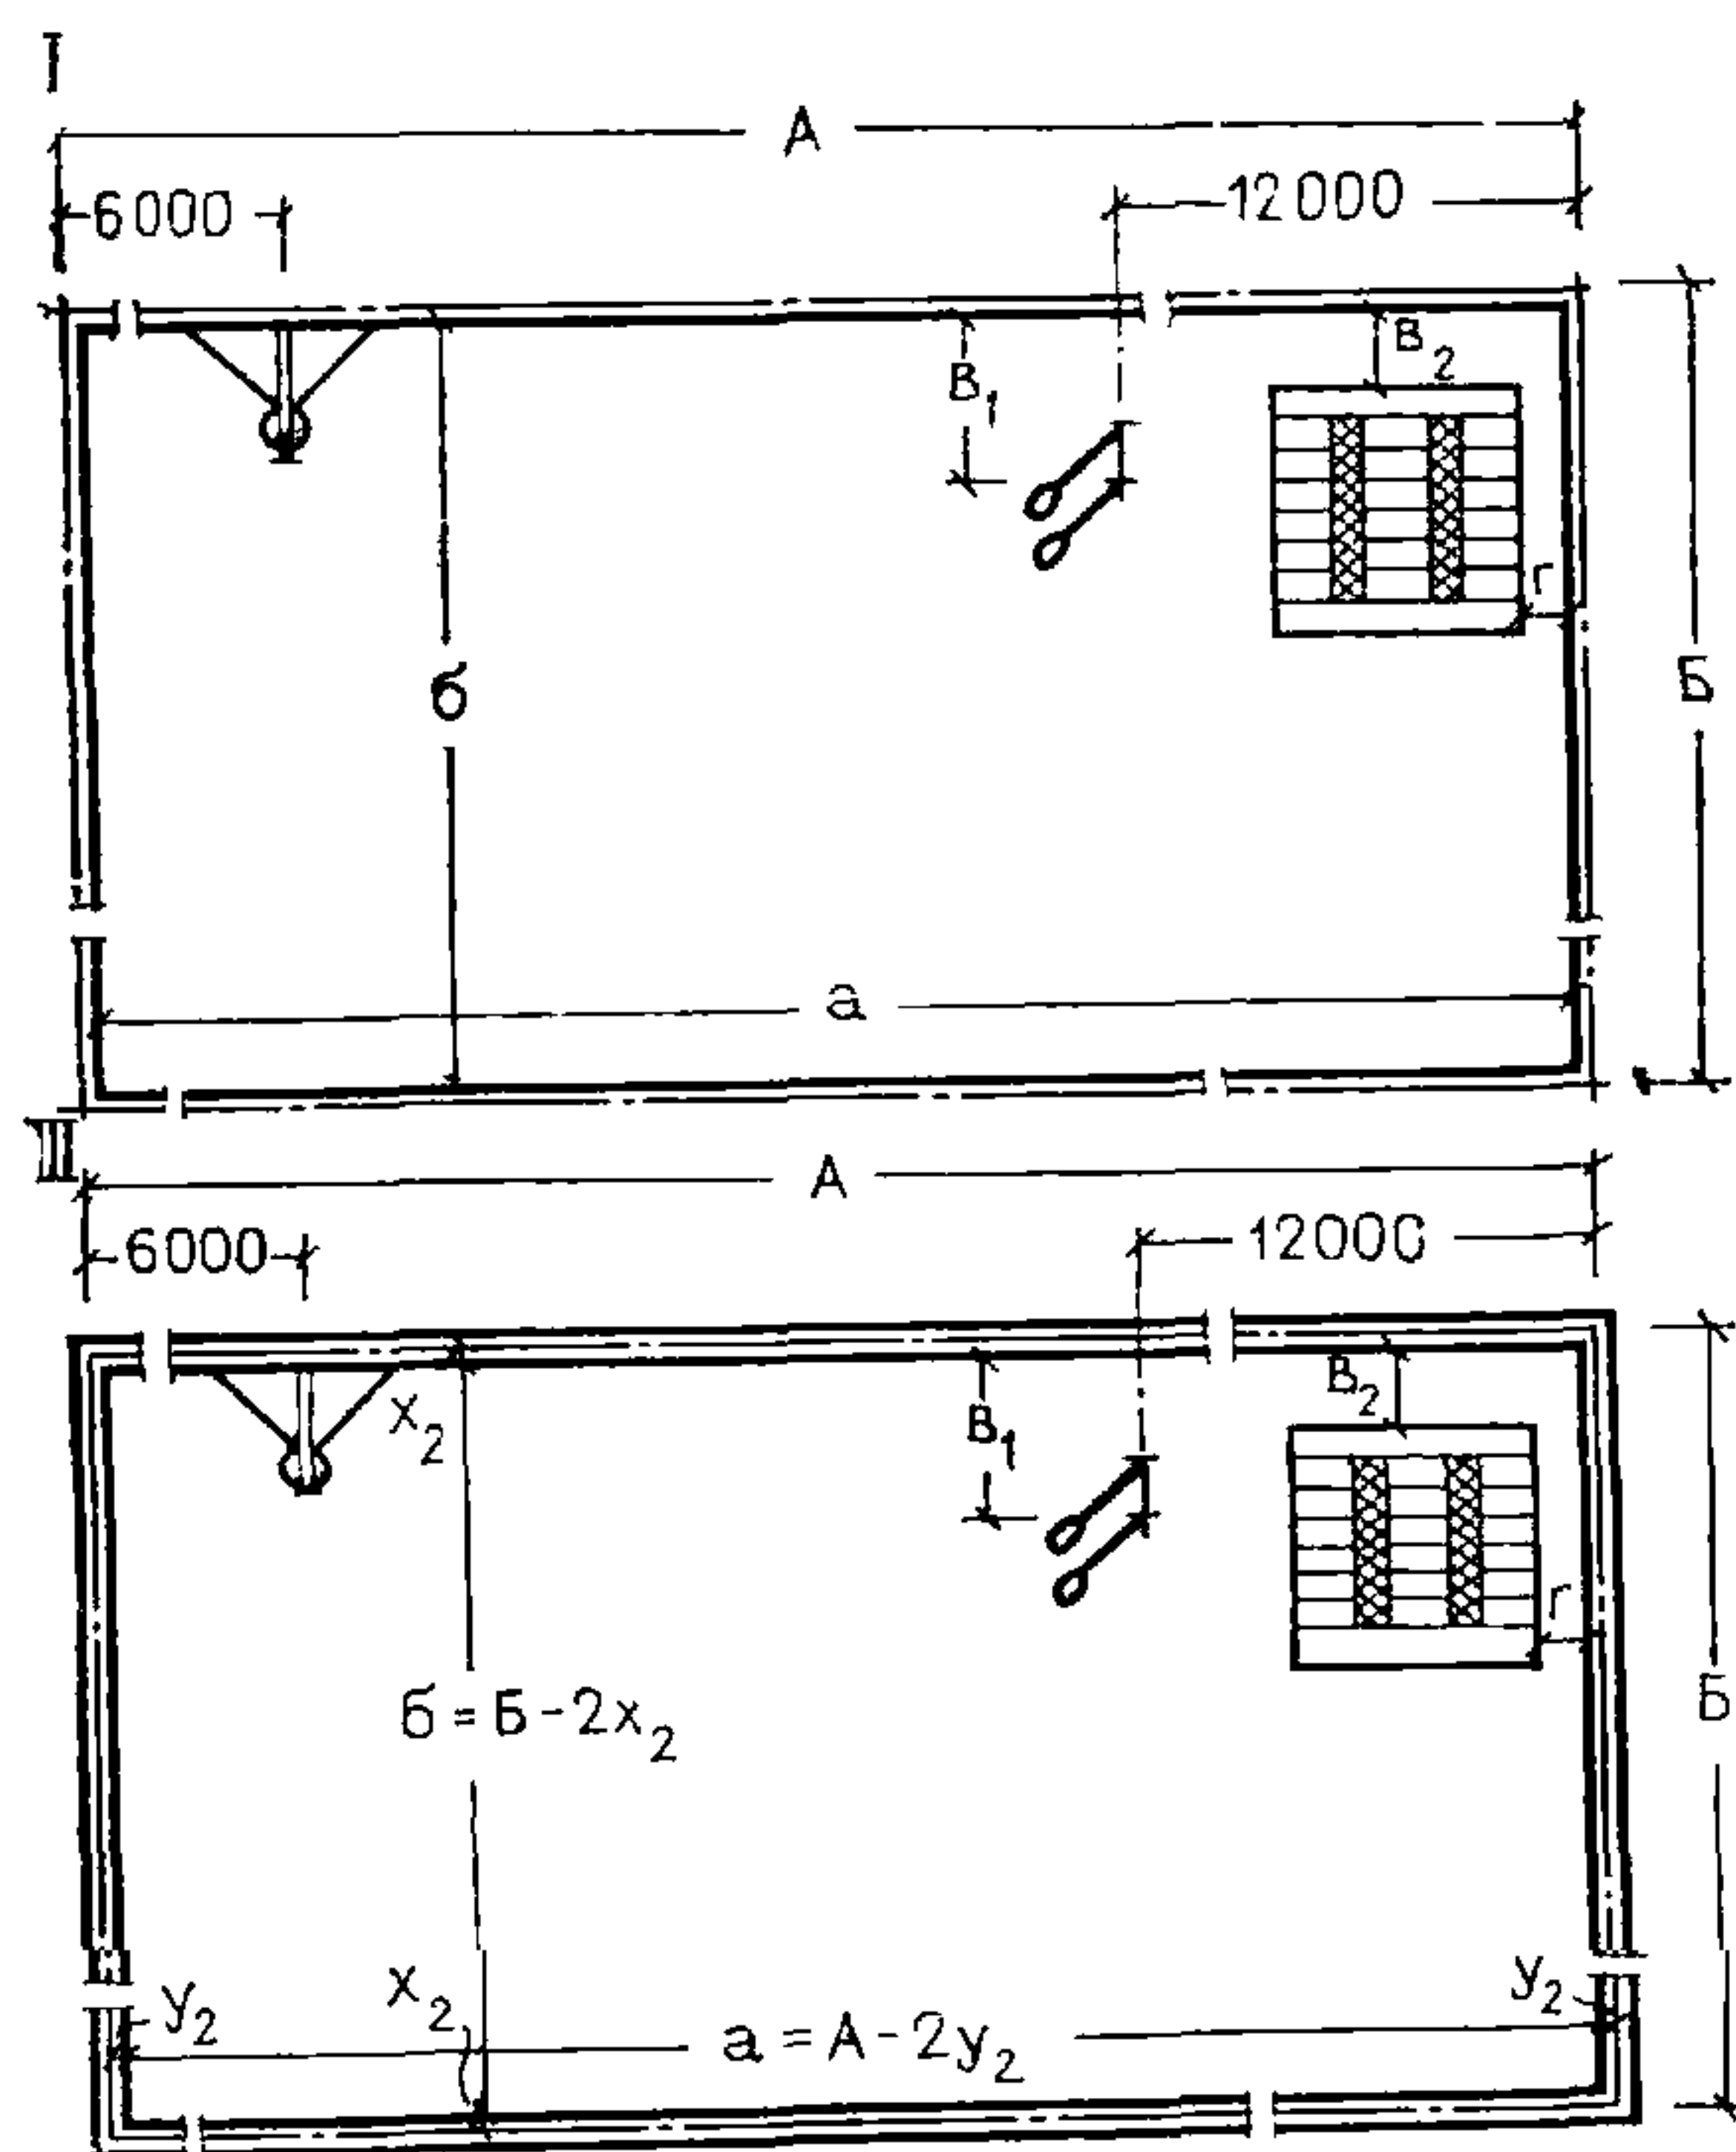 I
А
6000
12000
В₁
В₂
г
б
Б
а
II
А
6000
12000
х₂
В₁
В₂
г
б = Б - 2х₂
Б
у₂
х₂
у₂
а = А - 2у₂